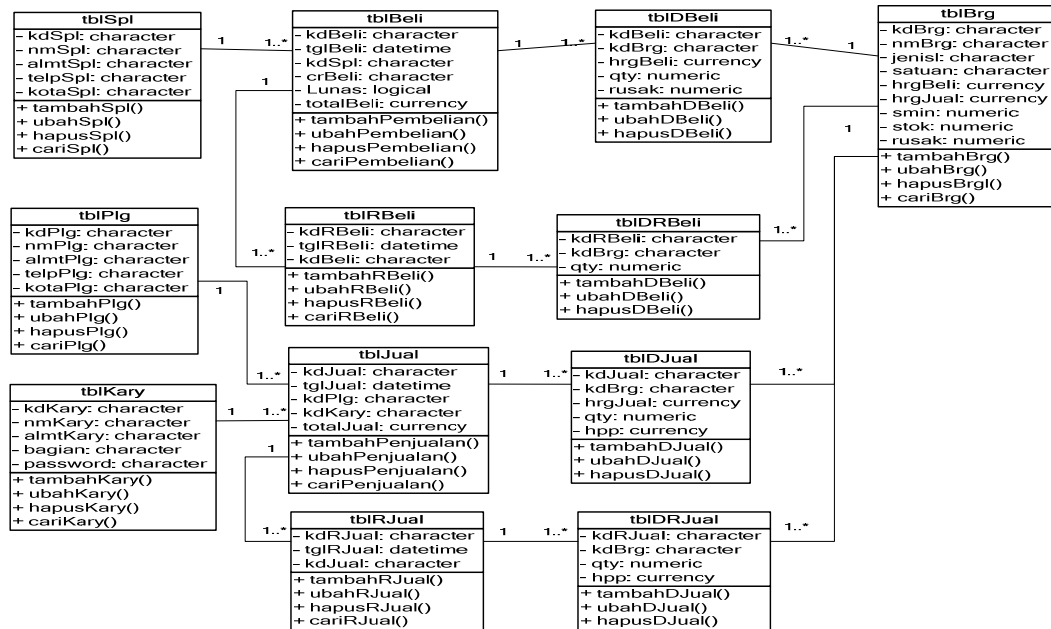 tblSpl
- kdSpl: character
- nmSpl: character
- almtSpl: character
- telpSpl: character
- kotaSpl: character
+ tambahSpl()
+ ubahSpl()
+ hapusSpl()
+ cariSpl()
1
1..*
tblBeli
- kdBeli: character
- tglBeli: datetime
- kdSpl: character
- crBeli: character
- Lunas: logical
- totalBeli: currency
+ tambahPembelian()
+ ubahPembelian()
+ hapusPembelian()
+ cariPembelian()
1
1
1..*
tblDBeli
- kdBeli: character
- kdBrg: character
- hrgBeli: currency
- qty: numeric
- rusak: numeric
+ tambahDBeli()
+ ubahDBeli()
+ hapusDBeli()
1..*
1
tblBrg
- kdBrg: character
- nmBrg: character
- jenisl: character
- satuan: character
- hrgBeli: currency
- hrgJual: currency
- smin: numeric
- stok: numeric
- rusak: numeric
+ tambahBrg()
+ ubahBrg()
+ hapusBrgl()
+ cariBrg()
1
1
tblPlg
- kdPlg: character
- nmPlg: character
- almtPlg: character
- telpPlg: character
- kotaPlg: character
+ tambahPlg()
+ ubahPlg()
+ hapusPlg()
+ cariPlg()
1
1..*
1..*
tblRBeli
- kdRBeli: character
- tglRBeli: datetime
- kdBeli: character
+ tambahRBeli()
+ ubahRBeli()
+ hapusRBeli()
+ cariRBeli()
1
1..*
tblDRBeli
- kdRBeli: character
- kdBrg: character
- qty: numeric
+ tambahDBeli()
+ ubahDBeli()
+ hapusDBeli()
1..*
tblKary
- kdKary: character
- nmKary: character
- almtKary: character
- bagian: character
- password: character
+ tambahKary()
+ ubahKary()
+ hapusKary()
+ cariKary()
1
1..*
tblJual
- kdJual: character
- tglJual: datetime
- kdPlg: character
- kdKary: character
- totalJual: currency
+ tambahPenjualan()
+ ubahPenjualan()
+ hapusPenjualan()
+ cariPenjualan()
1
1
1..*
tblDJual
- kdJual: character
- kdBrg: character
- hrgJual: currency
- qty: numeric
- hpp: currency
+ tambahDJual()
+ ubahDJual()
+ hapusDJual()
1..*
1..*
tblRJual
- kdRJual: character
- tglRJual: datetime
- kdJual: character
+ tambahRJual()
+ ubahRJual()
+ hapusRJual()
+ cariRJual()
1
1..*
tblDRJual
- kdRJual: character
- kdBrg: character
- qty: numeric
- hpp: currency
+ tambahDJual()
+ ubahDJual()
+ hapusDJual()
1..*